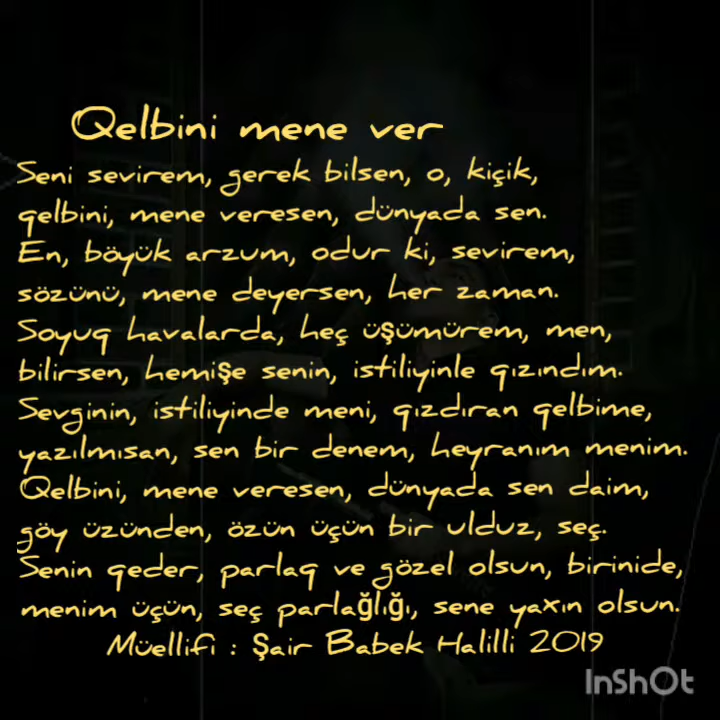 Qelbini mene ver
Seni sevirem, gerek bilsen, o, kiçik,
qelbini, mene veresen, dünyada sen.
En, böyük arzum, odur ki, sevirem,
sözünü, mene deyersen, her zaman.
Soyuq havalarda, heç üşümürem, men,
bilirsen, hemişe senin, istiliyinle qızındım.
Sevginin, istiliyinde meni, qızdıran qelbime,
yazılmısan, sen bir denem, heyranım menim.
Qelbini, mene veresen, dünyada sen daim,
göy üzünden, özün üçün bir ulduz, seç.
Senin qeder, parlaq ve gözel olsun, birinide,
menim üçün, seç parlağlığı, sene yaxın olsun.
Müellifi : Şair Babek Halilli 2019
InShOt